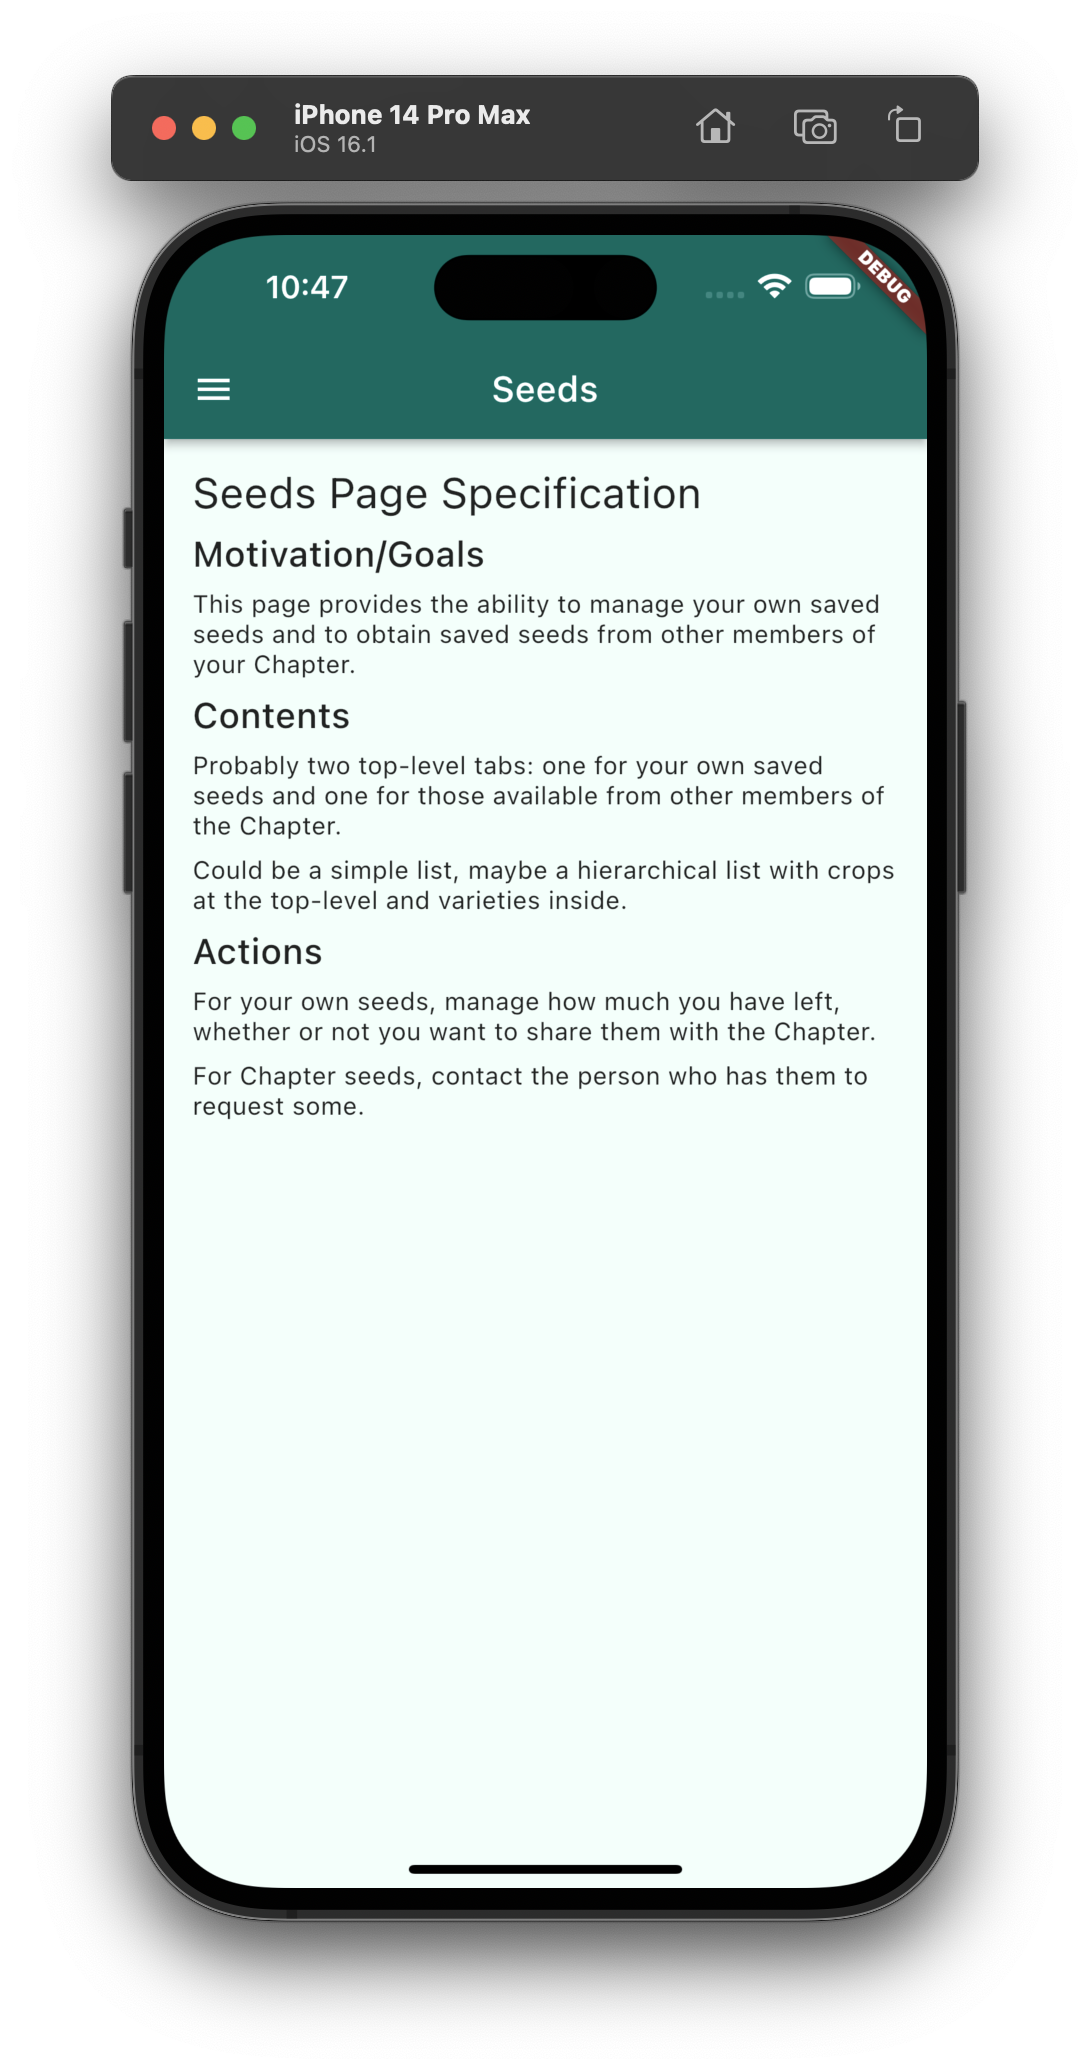 iPhone 14 Pro Max
iOS 16.1
10:47
DEBUG
Seeds
Seeds Page Specification
Motivation/Goals
This page provides the ability to manage your own saved
seeds and to obtain saved seeds from other members of
your Chapter.
Contents
Probably two top-level tabs: one for your own saved
seeds and one for those available from other members of
the Chapter.
Could be a simple list, maybe a hierarchical list with crops
at the top-level and varieties inside.
Actions
For your own seeds, manage how much you have left,
whether or not you want to share them with the Chapter.
For Chapter seeds, contact the person who has them to
request some.